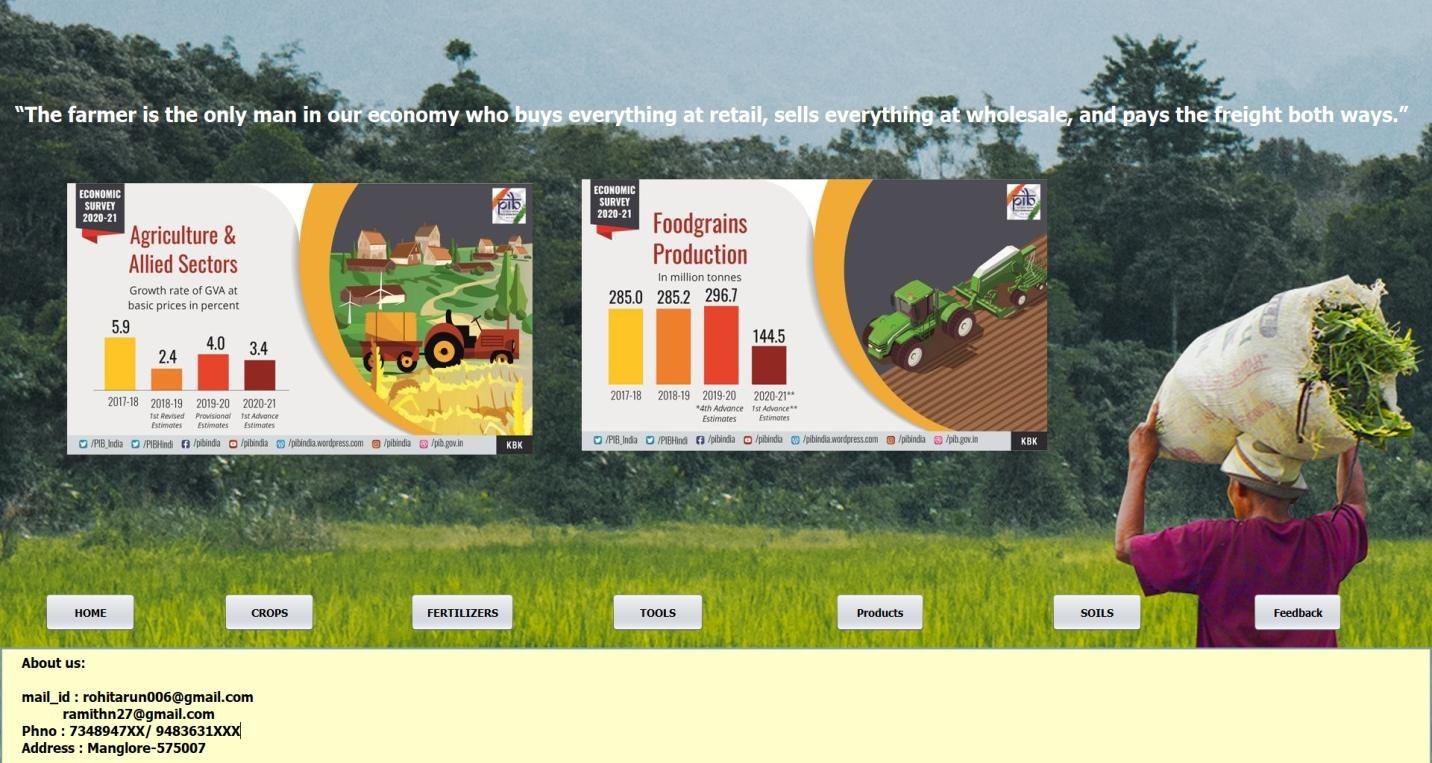 “The farmer is the only man in our economy who buys everything at retail, sells everything at wholesale, and pays the freight both ways.”
ECONOMIC
SURVEY
2020-21
Agriculture &
Allied Sectors
Growth rate of GVA at
basic prices in percent
5.9 2.4 4.0 3.4
2017-18 2018-19 2019-20 2020-21
1st Revised Provisional 1st Advance
Estimates Estimates Estimates
pib
/PIB_India /PIBHindi /pibindia /pibindia /pibindia.wordpress.com /pibindia /pib.gov.in KBK
ECONOMIC
SURVEY
2020-21
Foodgrains
Production
In million tonnes
285.0 285.2 296.7 144.5
2017-18 2018-19 2019-20 2020-21**
*4th Advance 1st Advance**
Estimates Estimates
pib
/PIB_India /PIBHindi /pibindia /pibindia /pibindia.wordpress.com /pibindia /pib.gov.in KBK
HOME CROPS FERTILIZERS TOOLS Products SOILS Feedback
About us:
mail_id : rohitarun006@gmail.com
ramithn27@gmail.com
Phno : 7348947XX/ 9483631XXX
Address : Manglore-575007